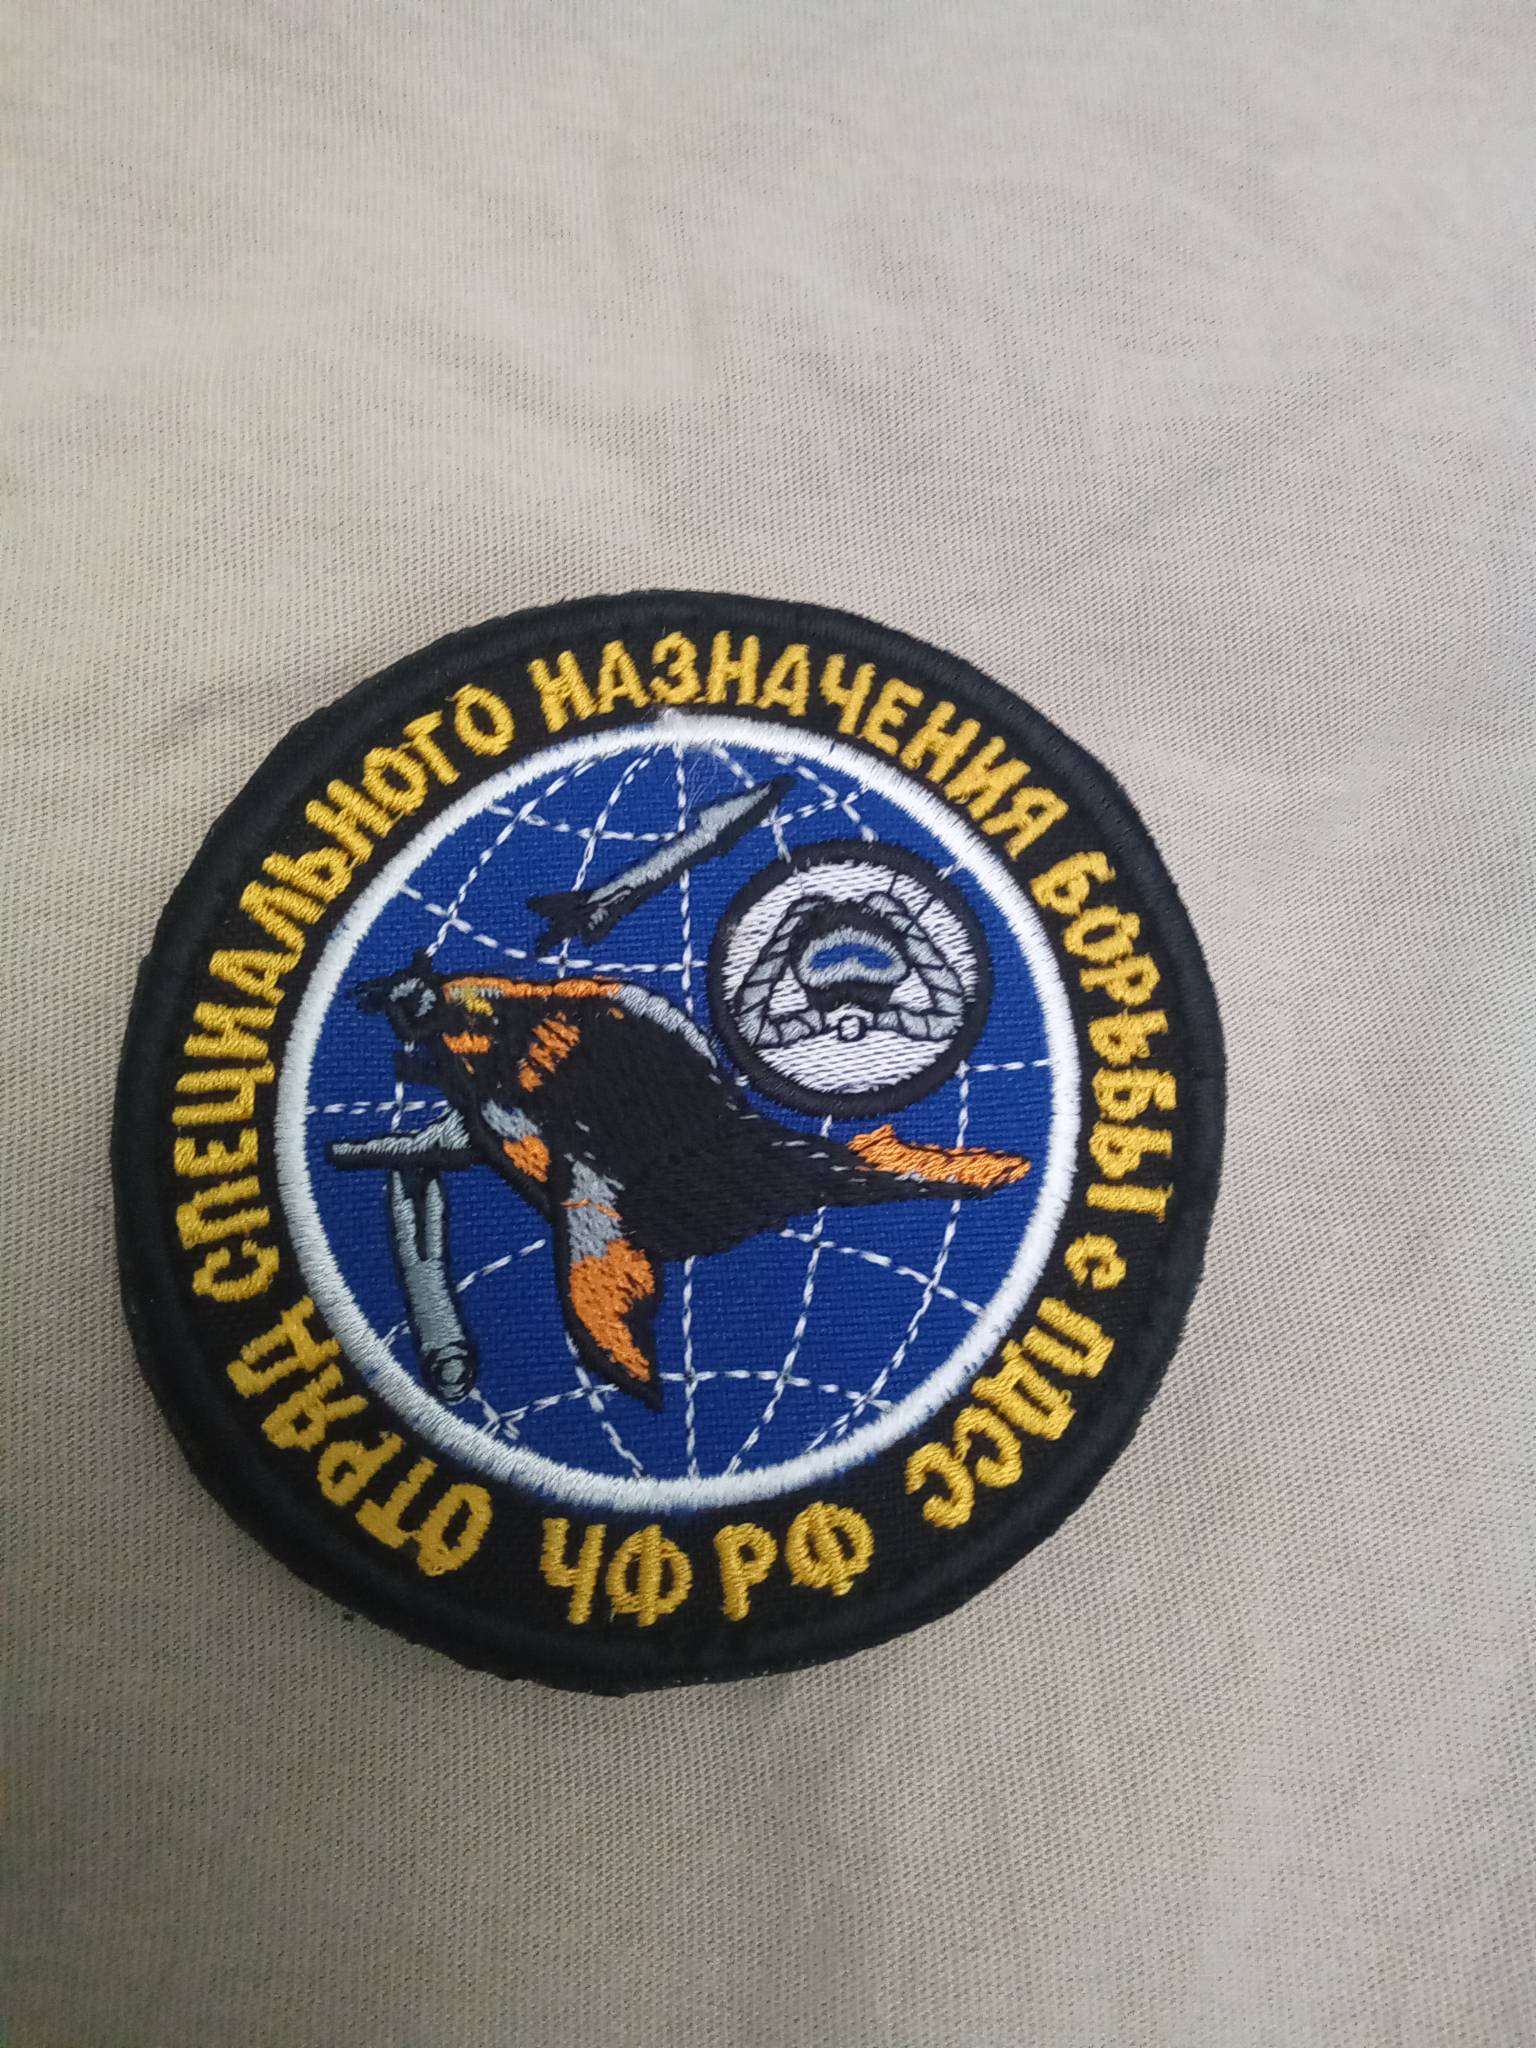 ОТРЯД СПЕЦИАЛЬНОГО НАЗНАЧЕНИЯ БОРЬБЫ с ПДСС
ЧФ РФ